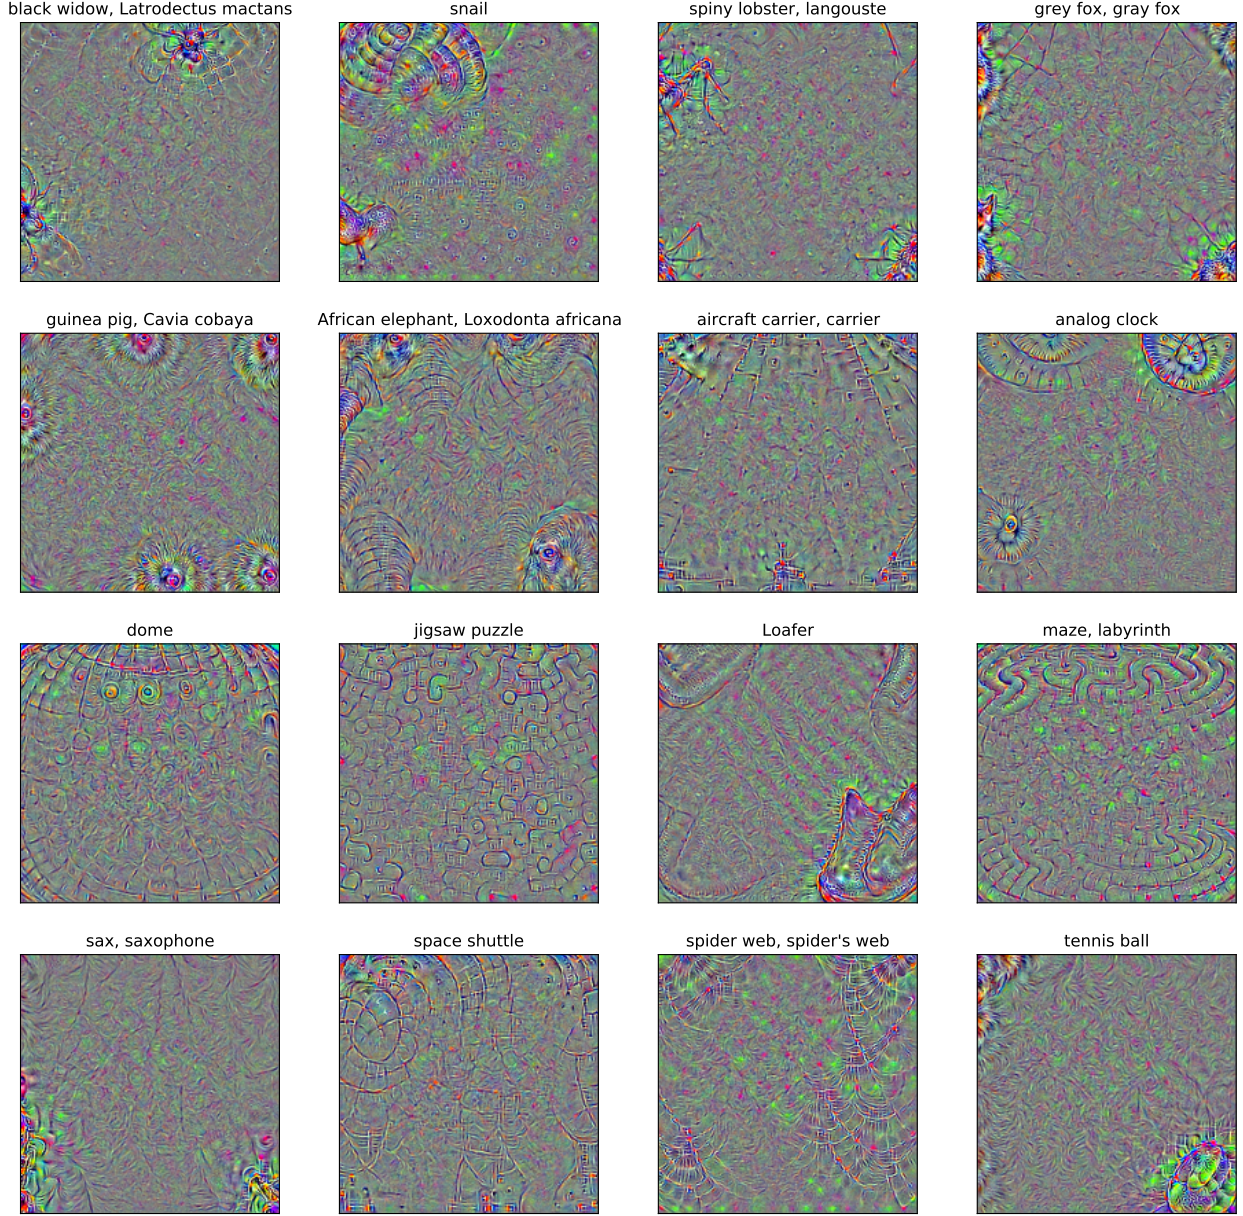 black widow, Latrodectus mactans
snail
spiny lobster, langouste
grey fox, gray fox
guinea pig, Cavia cobaya
African elephant, Loxodonta africana
aircraft carrier, carrier
analog clock
dome
jigsaw puzzle
Loafer
maze, labyrinth
sax, saxophone
space shuttle
spider web, spider's web
tennis ball